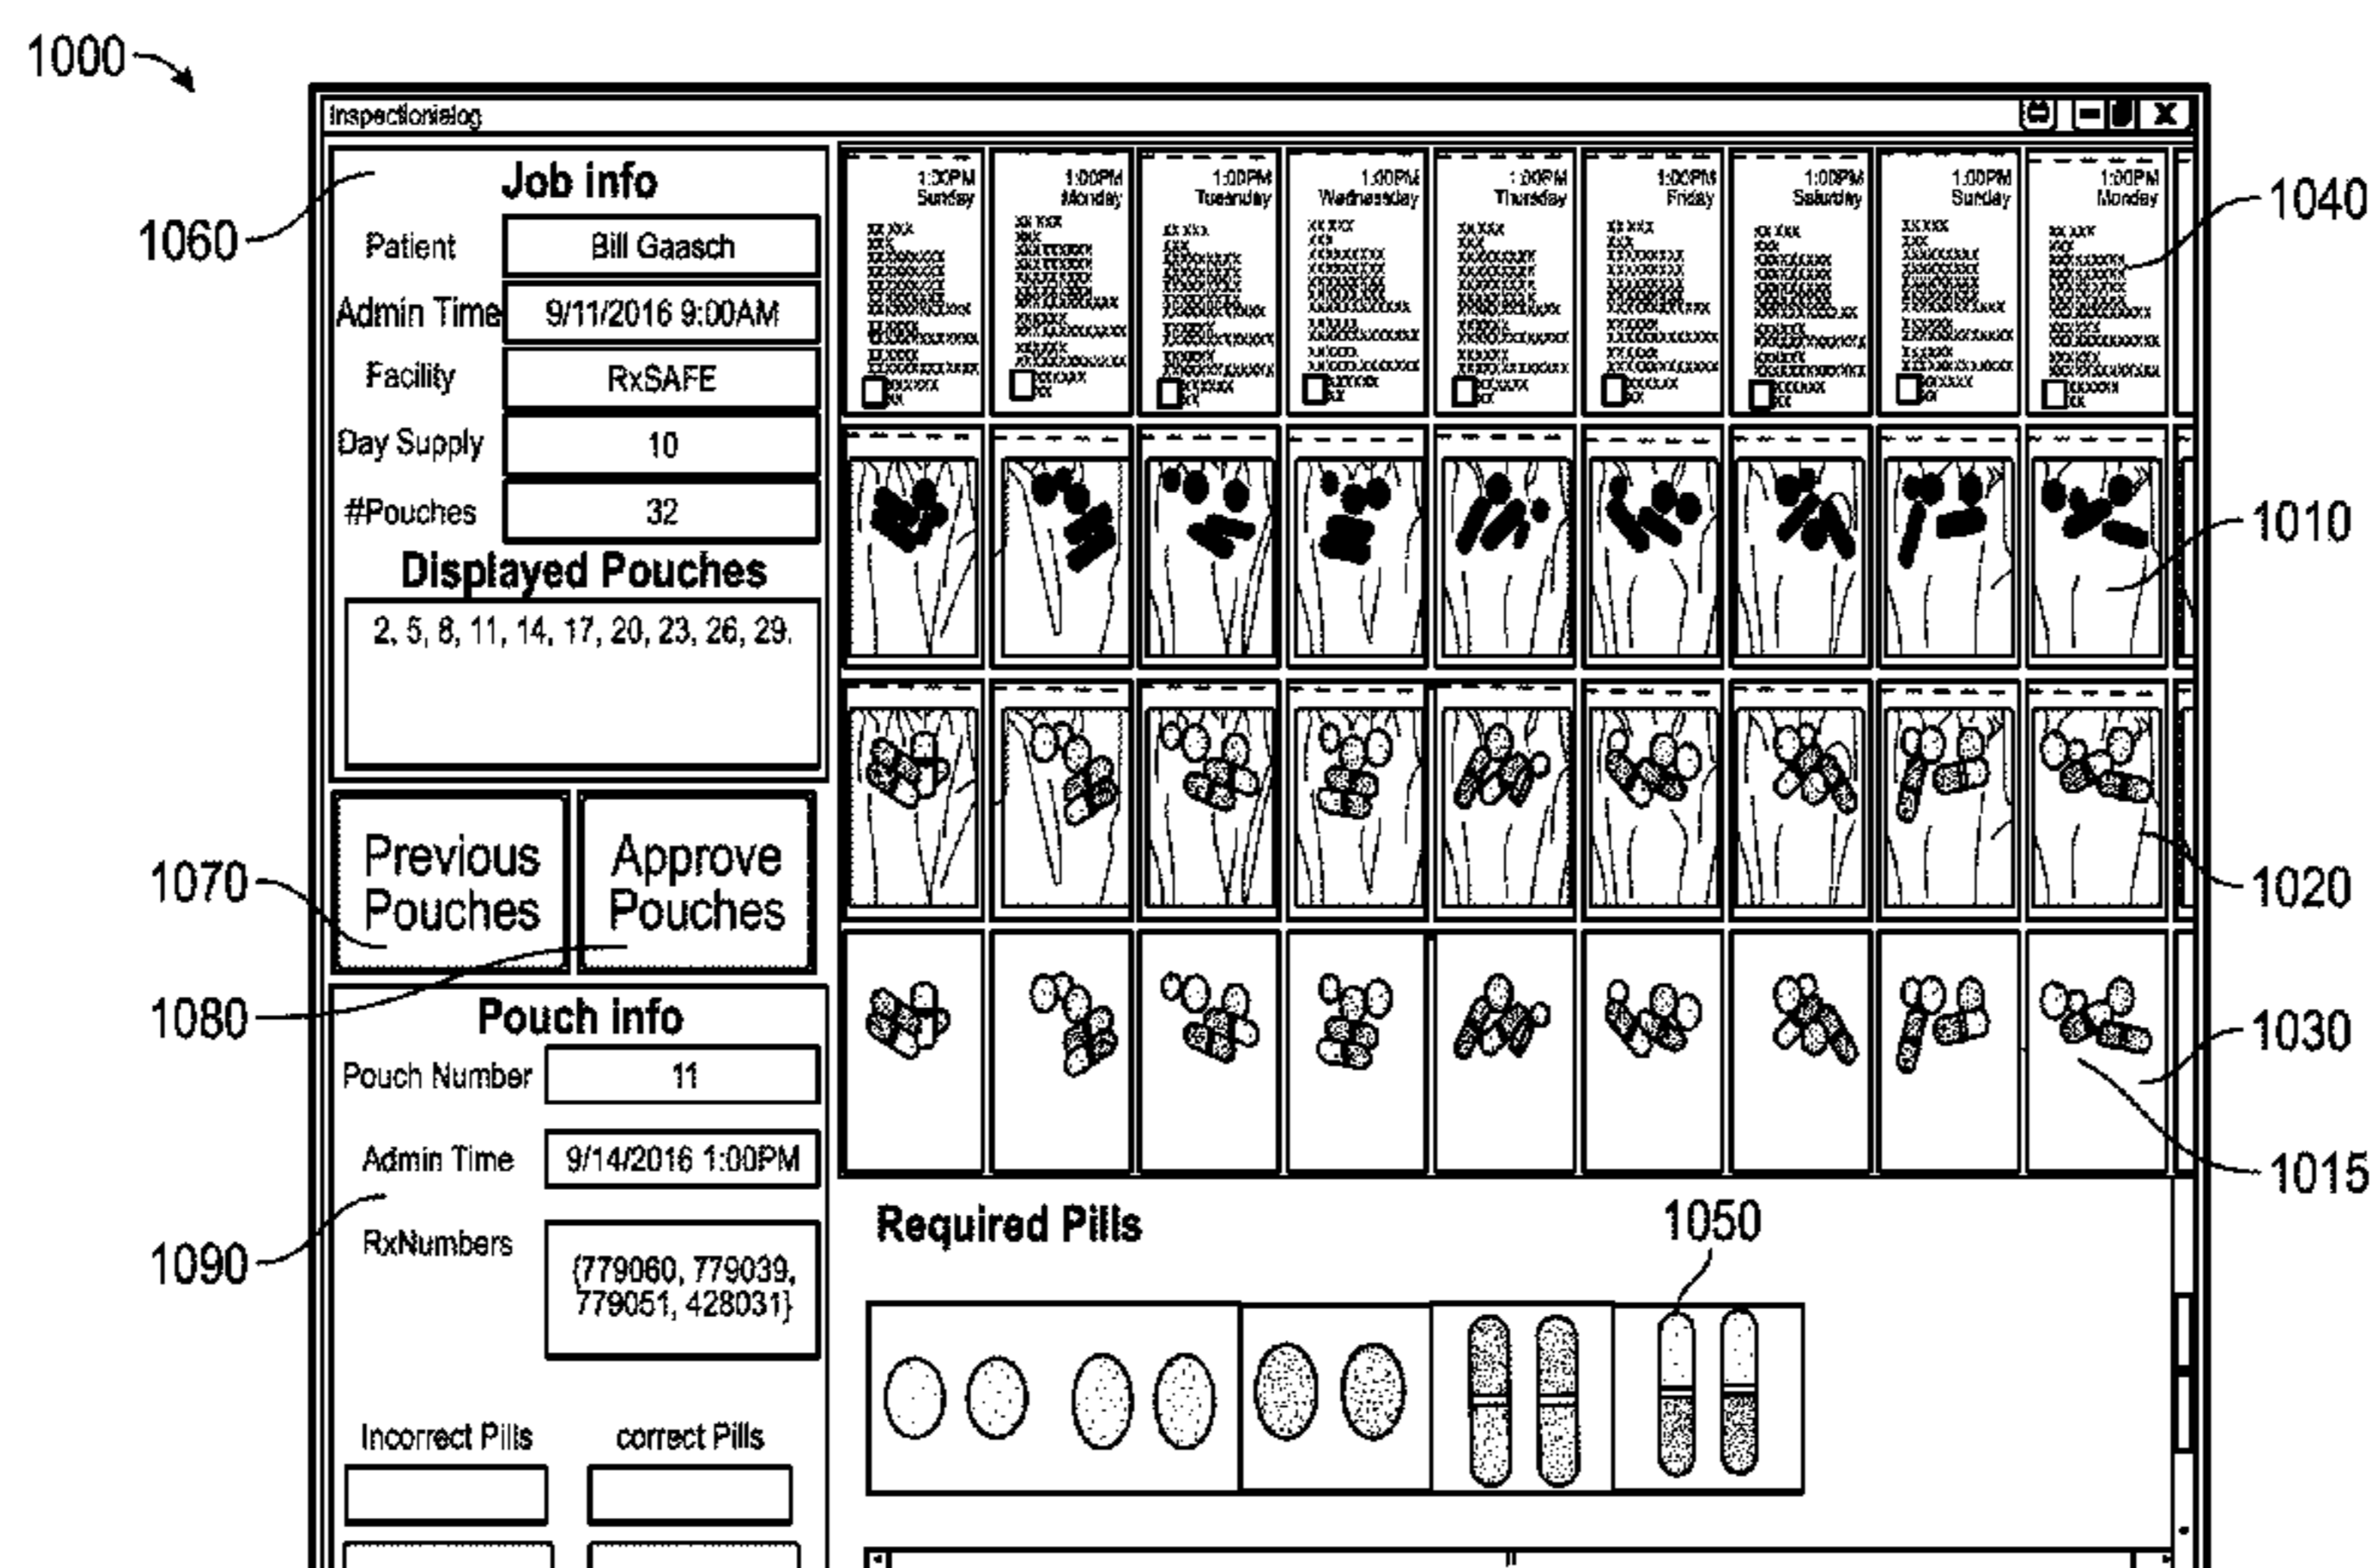 1000
Inspectionialog
Job info
1060
Patient
Bill Gaasch
Admin Time
9/11/2016 9:00AM
Facility
RxSAFE
Day Supply
10
#Pouches
32
Displayed Pouches
2, 5, 8, 11, 14, 17, 20, 23, 26, 29.
1070
Previous
Pouches
Approve
Pouches
1080
Pouch info
Pouch Number
11
Admin Time
9/14/2016 1:00PM
1090
RxNumbers
{779060, 779039,
779051, 428031}
Incorrect Pills
correct Pills
1:00PM
Sunday
1:00PM
Monday
1:00PM
Tuesnday
1:00PM
Wadnessday
: 00PM
Thursday
1:00PM
Friday
1:00PM
Saturday
1:00PM
Sunday
1:00PM
Monday
1040
1010
1020
1030
1015
Required Pills
1050